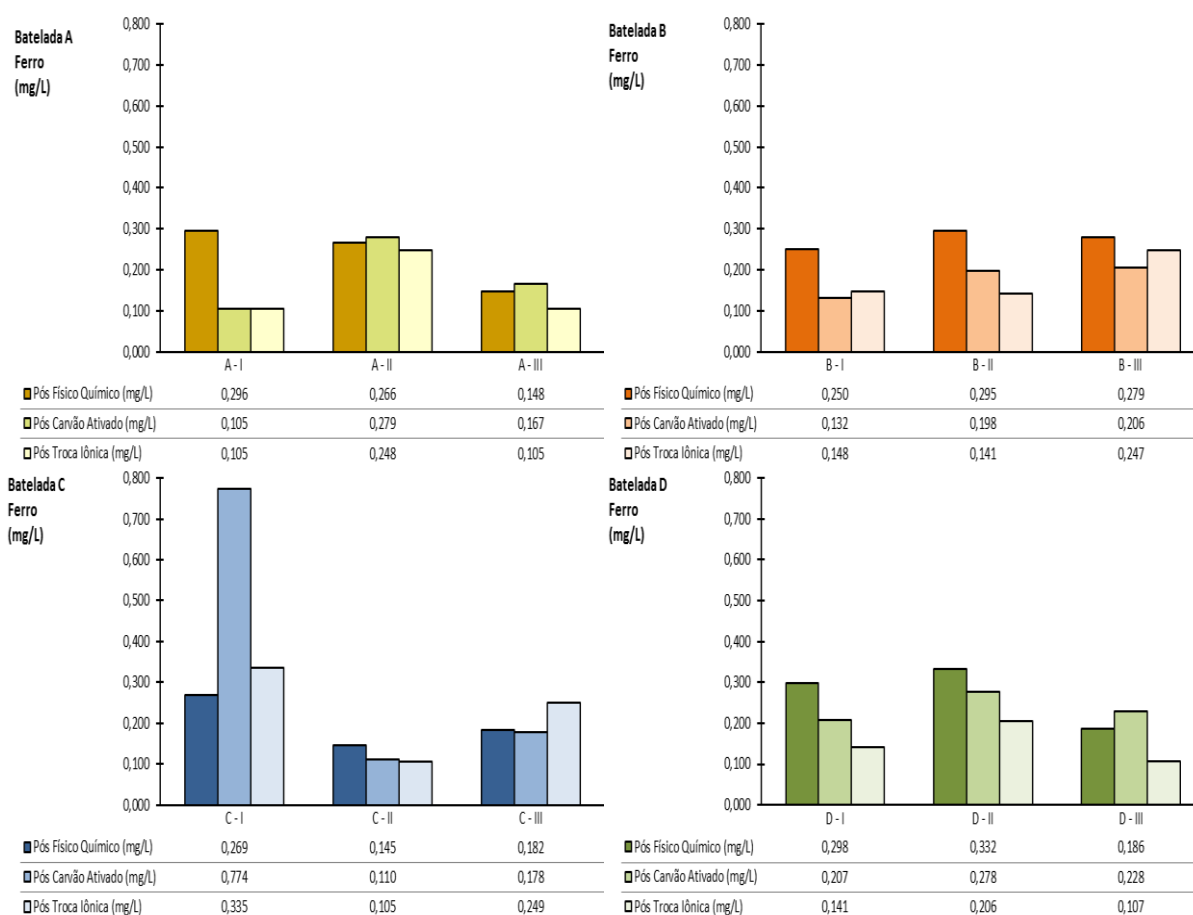 Batelada A
Ferro
(mg/L)
0,800
0,700
0,600
0,500
0,400
0,300
0,200
0,100
0,000
A - I A - II A - III
Pós Físico Químico (mg/L) 0,296 0,266 0,148
Pós Carvão Ativado (mg/L) 0,105 0,279 0,167
Pós Troca Iônica (mg/L) 0,105 0,248 0,105
Batelada B
Ferro
(mg/L)
0,800
0,700
0,600
0,500
0,400
0,300
0,200
0,100
0,000
B - I B - II B - III
Pós Físico Químico (mg/L) 0,250 0,295 0,279
Pós Carvão Ativado (mg/L) 0,132 0,198 0,206
Pós Troca Iônica (mg/L) 0,148 0,141 0,247
Batelada C
Ferro
(mg/L)
0,800
0,700
0,600
0,500
0,400
0,300
0,200
0,100
0,000
C - I C - II C - III
Pós Físico Químico (mg/L) 0,269 0,145 0,182
Pós Carvão Ativado (mg/L) 0,774 0,110 0,178
Pós Troca Iônica (mg/L) 0,335 0,105 0,249
Batelada D
Ferro
(mg/L)
0,800
0,700
0,600
0,500
0,400
0,300
0,200
0,100
0,000
D - I D - II D - III
Pós Físico Químico (mg/L) 0,298 0,332 0,186
Pós Carvão Ativado (mg/L) 0,207 0,278 0,228
Pós Troca Iônica (mg/L) 0,141 0,206 0,107